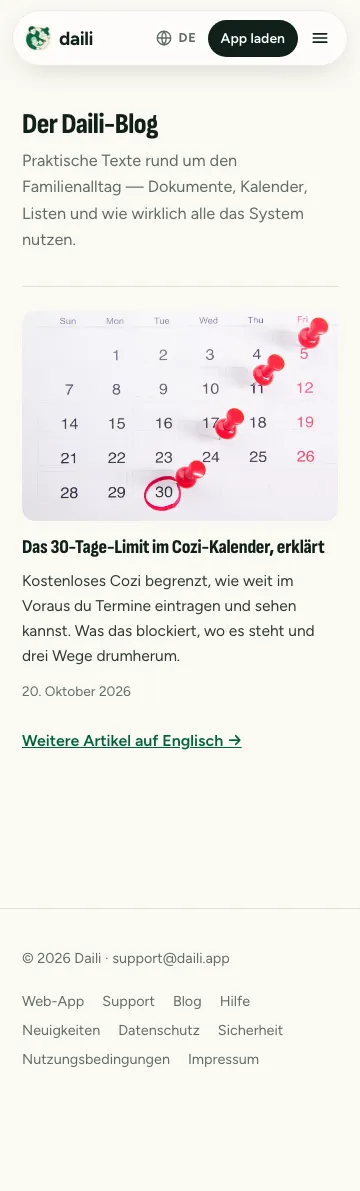 daili
DE
App laden
Der Daili-Blog
Praktische Texte rund um den
Familienalltag — Dokumente, Kalender,
Listen und wie wirklich alle das System
nutzen.
Sun Mon Tue Wed Thu Fri
1 2 3 4 5
7 8 9 10 11 12
14 15 16 17 18 19
21 22 23 24 25 26
28 29 30
Das 30-Tage-Limit im Cozi-Kalender, erklärt
Kostenloses Cozi begrenzt, wie weit im
Voraus du Termine eintragen und sehen
kannst. Was das blockiert, wo es steht und
drei Wege drumherum.
20. Oktober 2026
Weitere Artikel auf Englisch →
© 2026 Daili · support@daili.app
Web-App Support Blog Hilfe
Neuigkeiten Datenschutz Sicherheit
Nutzungsbedingungen Impressum